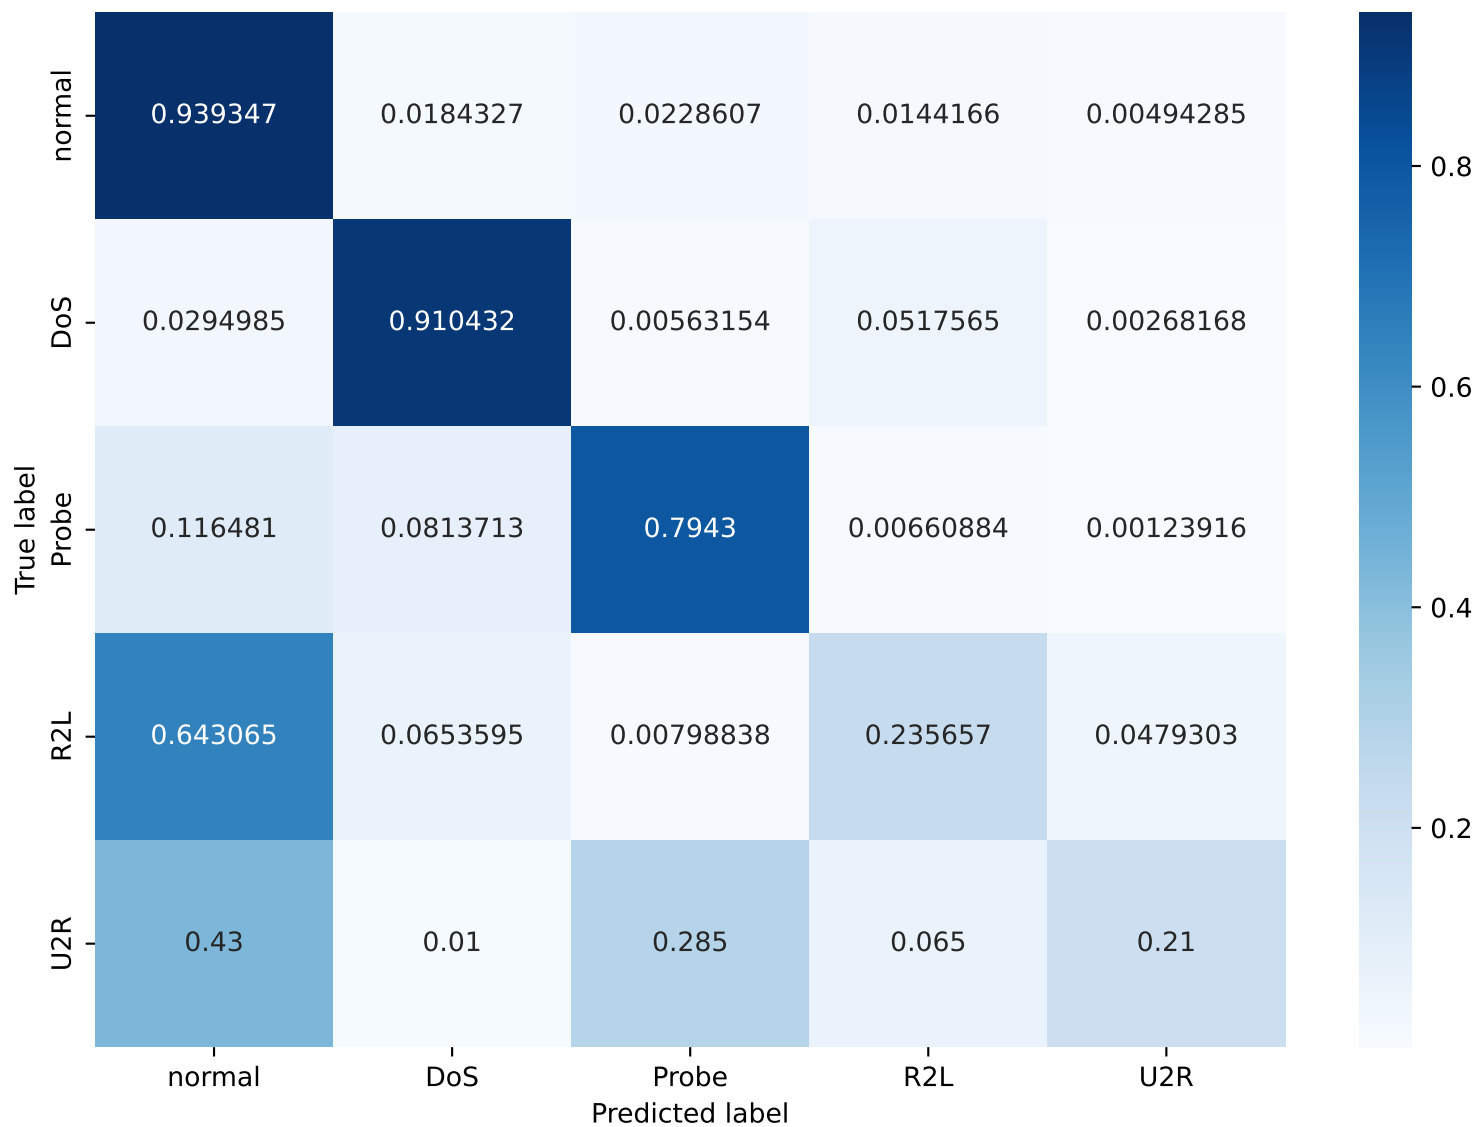 normal 0.939347 0.0184327 0.0228607 0.0144166 0.00494285
DoS 0.0294985 0.910432 0.00563154 0.0517565 0.00268168
Probe 0.116481 0.0813713 0.7943 0.00660884 0.00123916
R2L 0.643065 0.0653595 0.00798838 0.235657 0.0479303
U2R 0.43 0.01 0.285 0.065 0.21
True label
normal DoS Probe R2L U2R
Predicted label
0.8
0.6
0.4
0.2